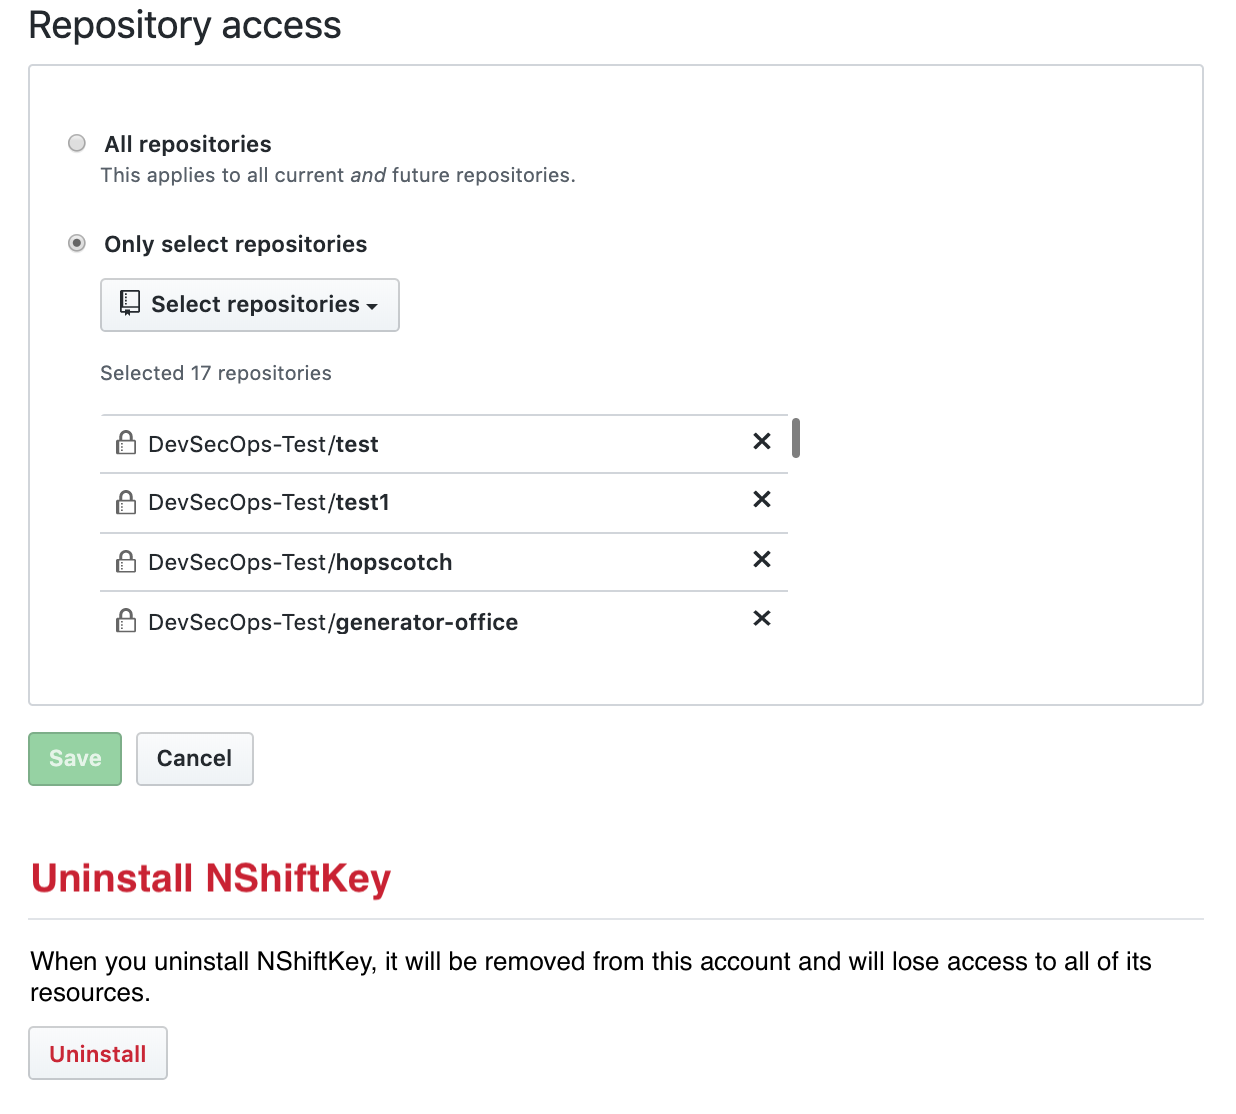 Repository access
All repositories
This applies to all current and future repositories.
Only select repositories
Select repositories
Selected 17 repositories
DevSecOps-Test/test
DevSecOps-Test/test1
DevSecOps-Test/hopscotch
DevSecOps-Test/generator-office
Save Cancel
Uninstall NShiftKey
When you uninstall NShiftKey, it will be removed from this account and will lose access to all of its
resources.
Uninstall